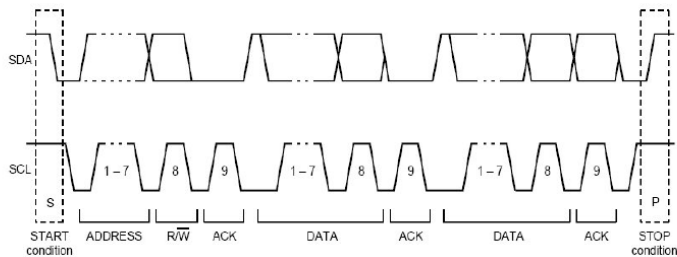 SDA
SCL
1 – 7 8 9 1 – 7 8 9 1 – 7 8 9
S P
START condition ADDRESS R/W̅ ACK DATA ACK DATA ACK STOP condition